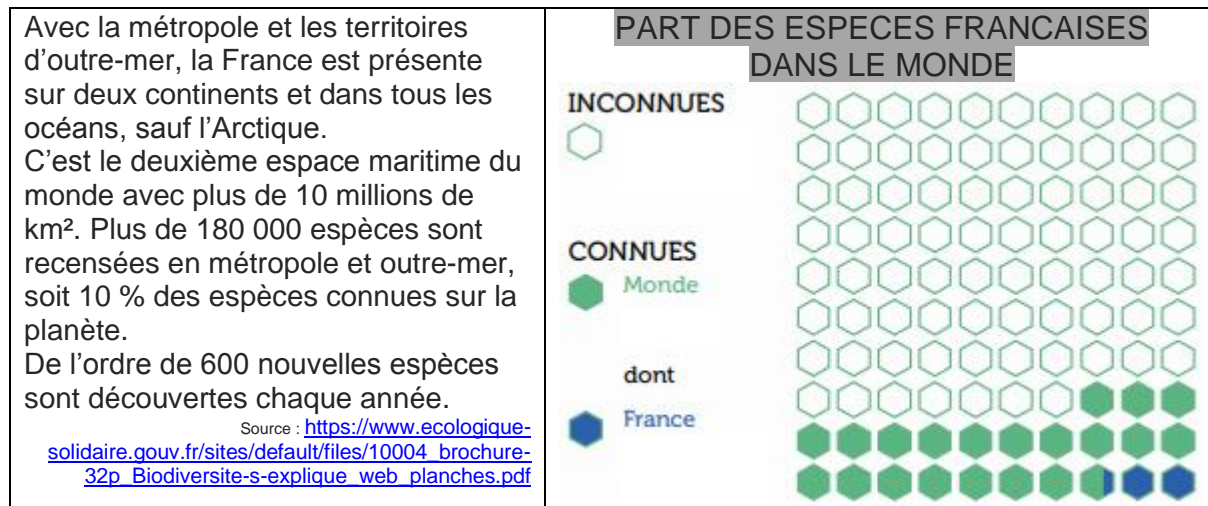 Avec la métropole et les territoires
d’outre-mer, la France est présente
sur deux continents et dans tous les
océans, sauf l’Arctique.
C’est le deuxième espace maritime du
monde avec plus de 10 millions de
km². Plus de 180 000 espèces sont
recensées en métropole et outre-mer,
soit 10 % des espèces connues sur la
planète.
De l’ordre de 600 nouvelles espèces
sont découvertes chaque année.
Source : https://www.ecologique-
solidaire.gouv.fr/sites/default/files/10004_brochure-
32p_Biodiversite-s-explique_web_planches.pdf
PART DES ESPECES FRANCAISES
DANS LE MONDE
INCONNUES
CONNUES
Monde
dont
France